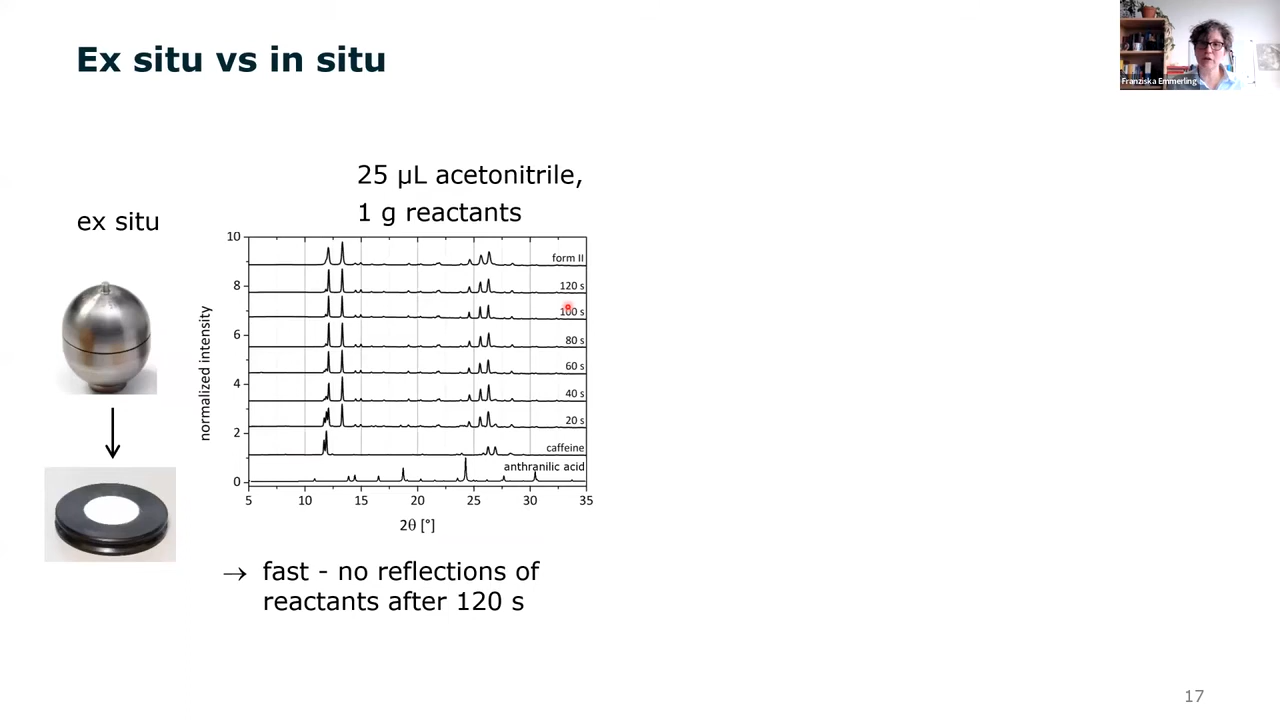 Ex situ vs in situ
Franziska Emmerling
25 µL acetonitrile,
1 g reactants
ex situ
10
8
6
4
2
0
normalized intensity
form II
120 s
100 s
80 s
60 s
40 s
20 s
caffeine
anthranilic acid
5 10 15 20 25 30 35
2θ [°]
→ fast - no reflections of
reactants after 120 s
17